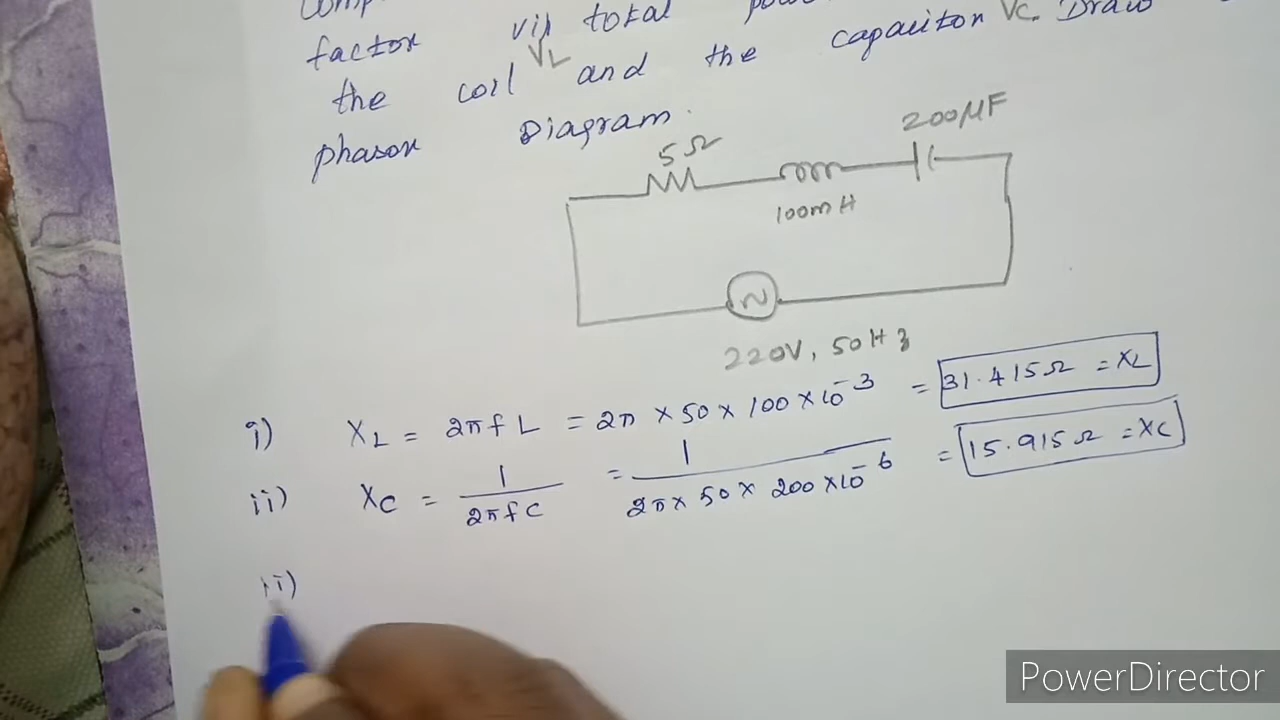 total
factor vii) total
the coil VL and the capacitor Vc. Draw
phasor Diagram.
5Ω
200μF
100mH
220V, 50Hz
i) XL = 2πfL = 2π × 50 × 100 × 10⁻³ = 31.415Ω = XL
ii) XC = 1/2πfC = 1/2π × 50 × 200 × 10⁻⁶ = 15.915Ω = XC
PowerDirector